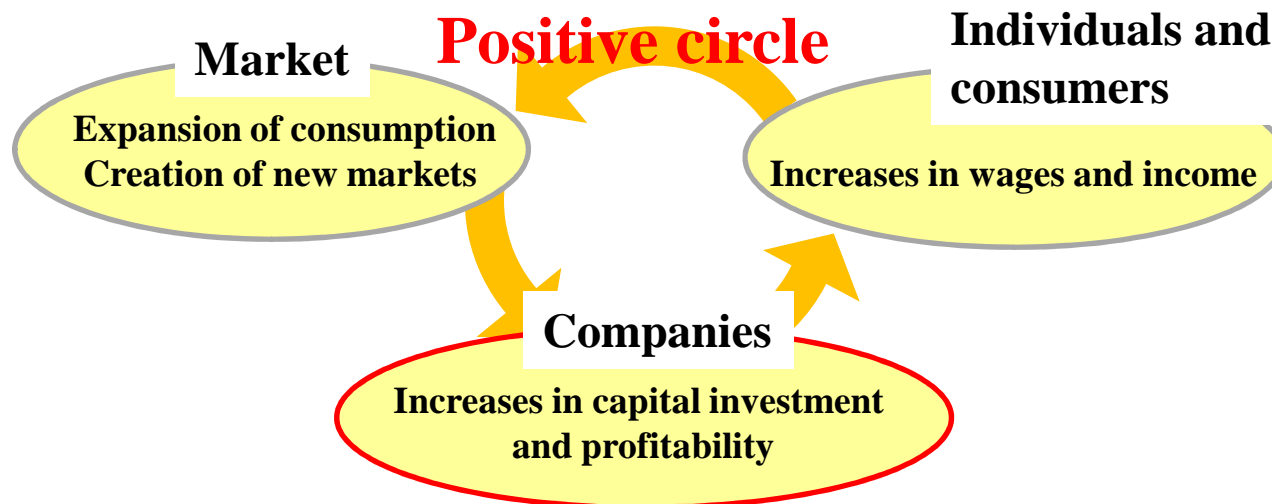 Positive circle
Market
Expansion of consumption
Creation of new markets
Individuals and
consumers
Increases in wages and income
Companies
Increases in capital investment
and profitability